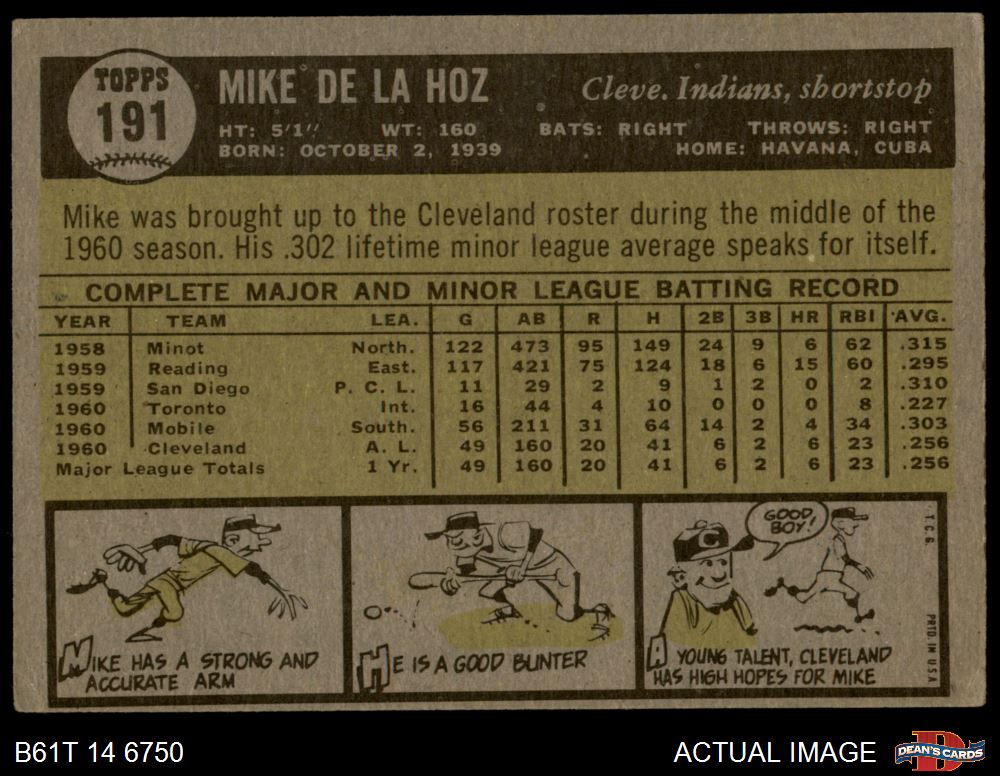 TOPPS
191
MIKE DE LA HOZ
Cleve. Indians, shortstop
HT: 5'1" WT: 160 BATS: RIGHT THROWS: RIGHT
BORN: OCTOBER 2, 1939 HOME: HAVANA, CUBA
Mike was brought up to the Cleveland roster during the middle of the
1960 season. His .302 lifetime minor league average speaks for itself.
COMPLETE MAJOR AND MINOR LEAGUE BATTING RECORD
YEAR TEAM LEA. G AB R H 2B 3B HR RBI AVG.
1958 Minot North. 122 473 95 149 24 9 6 62 .315
1959 Reading East. 117 421 75 124 18 6 15 60 .295
1959 San Diego P. C. L. 11 29 2 9 1 2 0 2 .310
1960 Toronto Int. 16 44 4 10 0 0 0 8 .227
1960 Mobile South. 56 211 31 64 14 2 4 34 .303
1960 Cleveland A. L. 49 160 20 41 6 2 6 23 .256
Major League Totals 1 Yr. 49 160 20 41 6 2 6 23 .256
MIKE HAS A STRONG AND
ACCURATE ARM
HE IS A GOOD BUNTER
C
GOOD
BOY!
A YOUNG TALENT, CLEVELAND
HAS HIGH HOPES FOR MIKE
T.C.G.
PRTD. IN U.S.A.
B61T 14 6750
ACTUAL IMAGE
D
DEAN'S CARDS